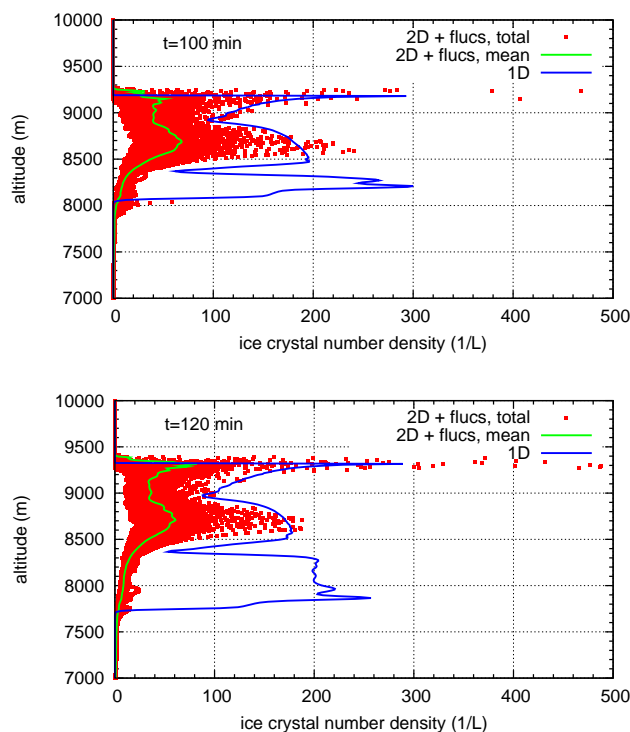 10000
9500
9000
8500
8000
7500
7000
0 100 200 300 400 500
altitude (m)
ice crystal number density (1/L)
t=100 min
2D + flucs, total
2D + flucs, mean
1D
10000
9500
9000
8500
8000
7500
7000
0 100 200 300 400 500
altitude (m)
ice crystal number density (1/L)
t=120 min
2D + flucs, total
2D + flucs, mean
1D